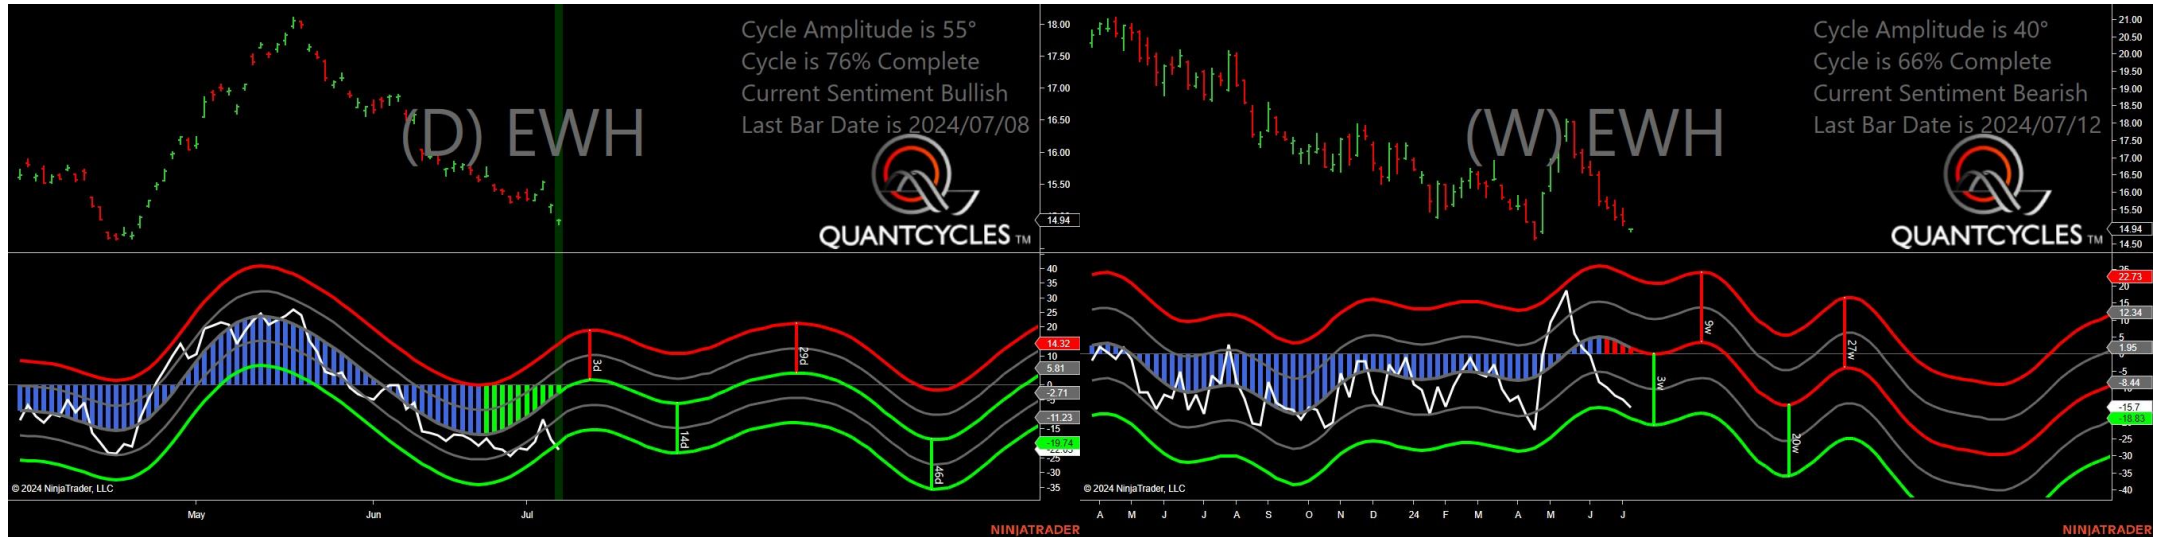 Cycle Amplitude is 55°
Cycle is 76% Complete
Current Sentiment Bullish
Last Bar Date is 2024/07/08
(D) EWH
QUANTCYCLES TM
18.00
17.50
17.00
16.50
16.00
15.50
14.94
40
35
30
25
20
14.32
10
5.81
0
-2.71
-11.23
-15
-19.74
-25
-30
-35
3d
14d
29d
46d
© 2024 NinjaTrader, LLC
May Jun Jul
NINJATRADER
Cycle Amplitude is 40°
Cycle is 66% Complete
Current Sentiment Bearish
Last Bar Date is 2024/07/12
(W) EWH
QUANTCYCLES TM
21.00
20.50
20.00
19.50
19.00
18.50
18.00
17.50
17.00
16.50
16.00
15.50
14.94
14.50
25
22.73
20
15
12.34
5
1.95
-5
-8.44
-15.7
-18.83
-25
-30
-35
-40
3w
9w
20w
27w
© 2024 NinjaTrader, LLC
A M J J A S O N D 24 F M A M J J
NINJATRADER